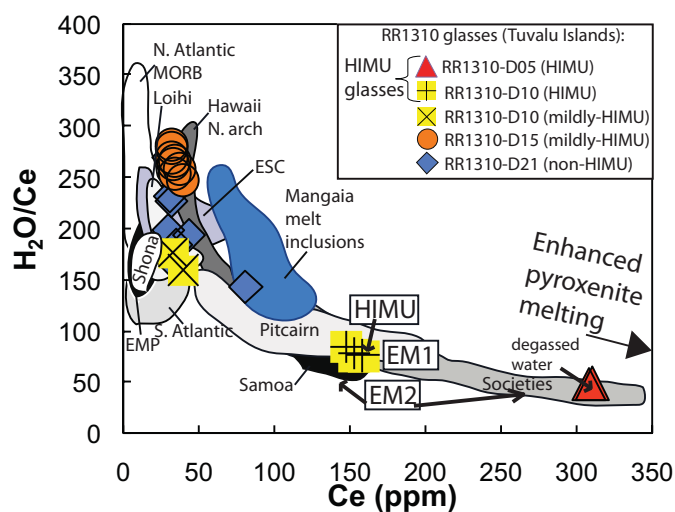 RR1310 glasses (Tuvalu Islands):
HIMU
glasses
RR1310-D05 (HIMU)
RR1310-D10 (HIMU)
RR1310-D10 (mildly-HIMU)
RR1310-D15 (mildly-HIMU)
RR1310-D21 (non-HIMU)
N. Atlantic
MORB
Loihi
Hawaii
N. arch
ESC
Mangaia
melt
inclusions
Shona
EMP
S. Atlantic
Pitcairn
Samoa
HIMU
EM1
EM2
Societies
degassed
water
Enhanced
pyroxenite
melting
H₂O/Ce
400
350
300
250
200
150
100
50
0
0
50
100
150
200
250
300
350
Ce (ppm)